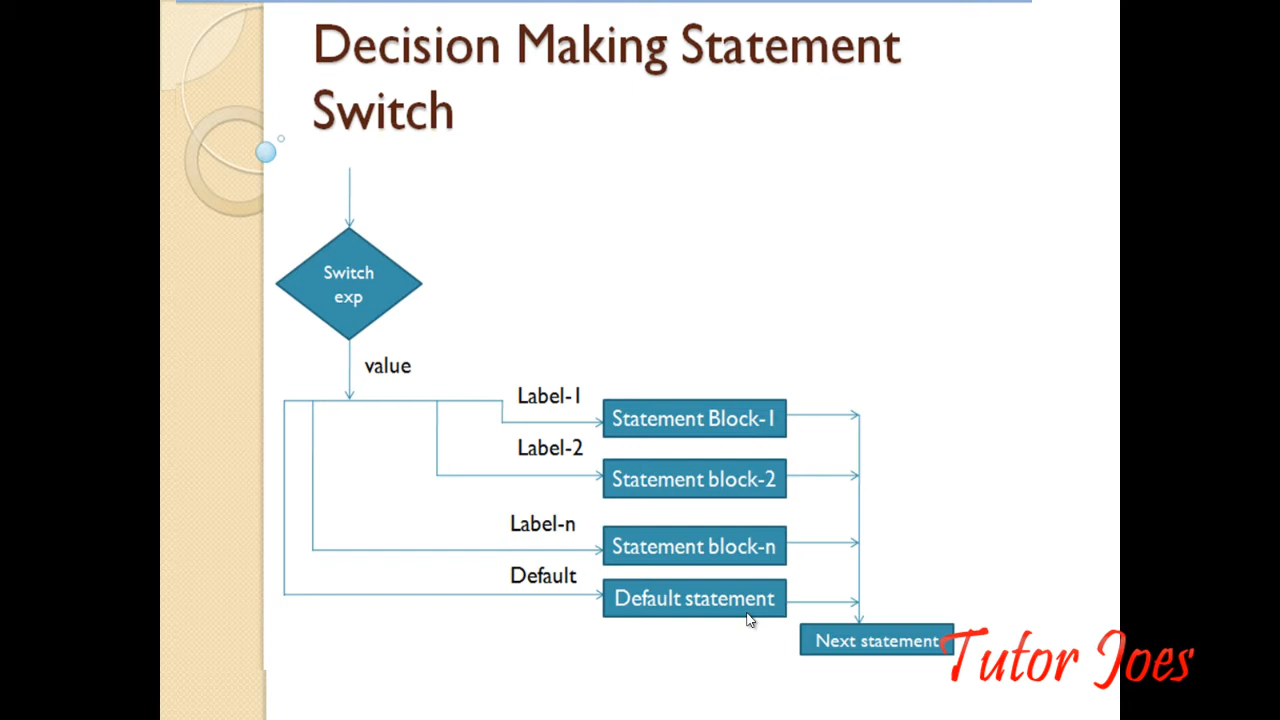 Decision Making Statement
Switch
Switch
exp
value
Label-1
Statement Block-1
Label-2
Statement block-2
Label-n
Statement block-n
Default
Default statement
Next statement
Tutor Joes